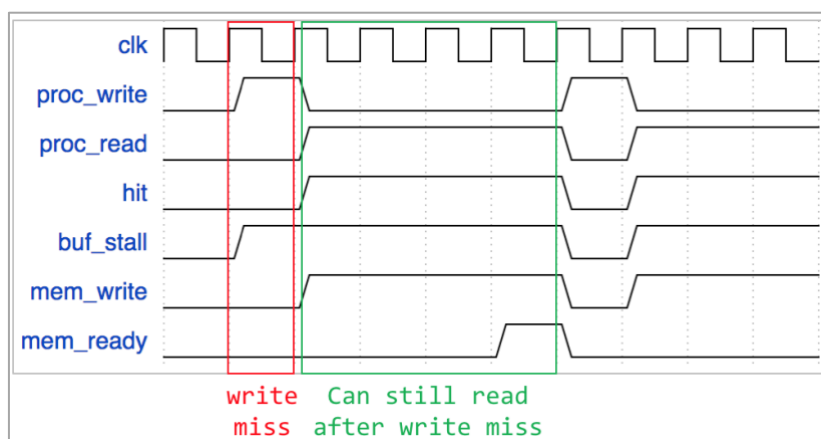 clk
proc_write
proc_read
hit
buf_stall
mem_write
mem_ready
write Can still read
miss after write miss